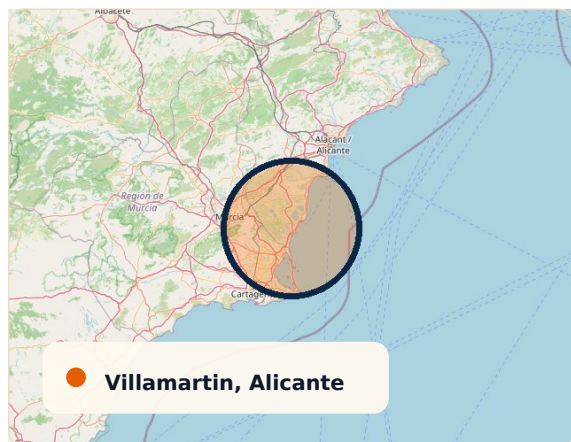 Albacete
Alacant /
Alicante
Región de
Murcia
Murcia
Cartagena
Villamartin, Alicante